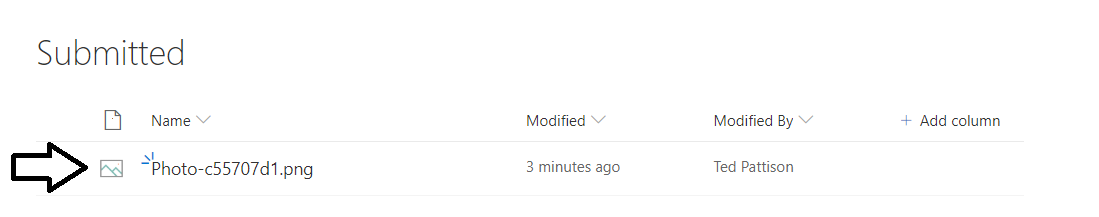 Submitted
Name Modified Modified By + Add column
Photo-c55707d1.png 3 minutes ago Ted Pattison